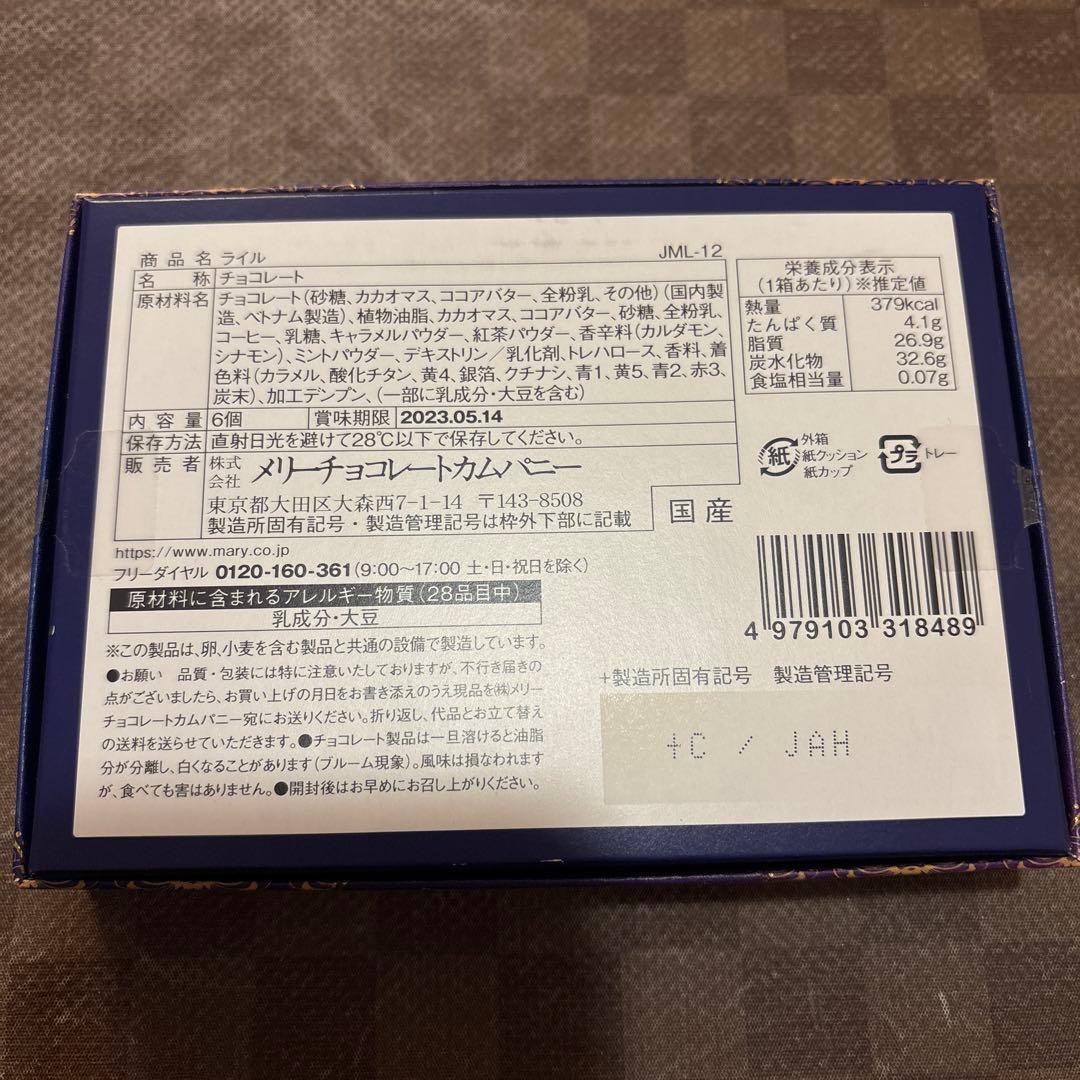 商品名 ライル JML-12
名称 チョコレート
原材料名 チョコレート(砂糖、カカオマス、ココアバター、全粉乳、その他)(国内製
造、ベトナム製造)、植物油脂、カカオマス、ココアバター、砂糖、全粉乳、
コーヒー、乳糖、キャラメルパウダー、紅茶パウダー、香辛料(カルダモン、
シナモン)、ミントパウダー、デキストリン/乳化剤、トレハロース、香料、着
色料(カラメル、酸化チタン、黄4、銀箔、クチナシ、青1、黄5、青2、赤3、
炭末)、加工デンプン、(一部に乳成分・大豆を含む)
内容量 6個 賞味期限 2023.05.14
保存方法 直射日光を避けて28℃以下で保存してください。
販売者 株式会社 メリーチョコレートカムパニー
東京都大田区大森西7-1-14 〒143-8508
製造所固有記号・製造管理記号は枠外下部に記載
国産
栄養成分表示
(1箱あたり)※推定値
熱量 379kcal
たんぱく質 4.1g
脂質 26.9g
炭水化物 32.6g
食塩相当量 0.07g
紙 外箱
紙クッション
紙カップ
プラ トレー
https://www.mary.co.jp
フリーダイヤル 0120-160-361(9:00〜17:00 土・日・祝日を除く)
原材料に含まれるアレルギー物質(28品目中)
乳成分・大豆
※この製品は、卵、小麦を含む製品と共通の設備で製造しています。
●お願い 品質・包装には特に注意いたしておりますが、不行き届きの
点がございましたら、お買い上げの月日をお書き添えのうえ現品を㈱メリー
チョコレートカムパニー宛にお送りください。折り返し、代品とお立て替え
の送料を送らせていただきます。●チョコレート製品は一旦溶けると油脂
分が分離し、白くなることがあります(ブルーム現象)。風味は損なわれます
が、食べても害はありません。●開封後はお早めにお召し上がりください。
4 979103 318489
+製造所固有記号 製造管理記号
+C / JAH